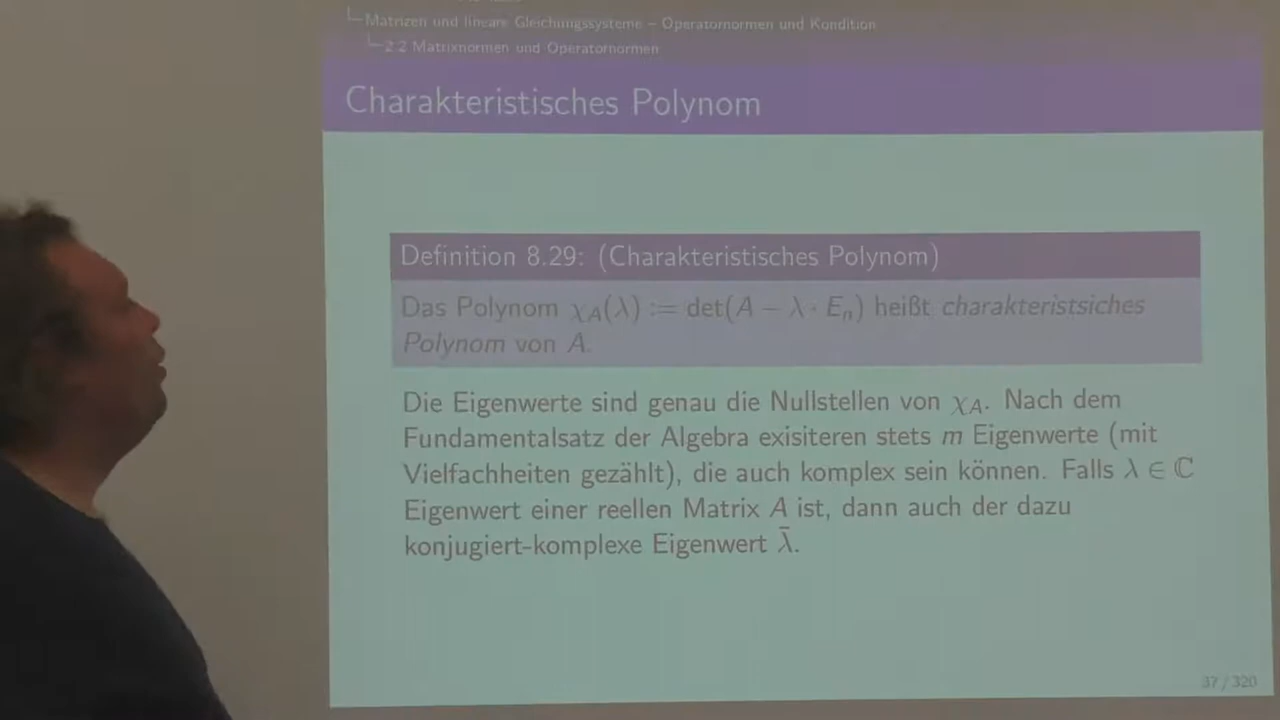 Matrizen und lineare Gleichungssysteme – Operatornormen und Kondition
2.2 Matrixnormen und Operatornormen
Charakteristisches Polynom
Definition 8.29: (Charakteristisches Polynom)
Das Polynom χ_A(λ) := det(A − λ · E_n) heißt charakteristsiches
Polynom von A.
Die Eigenwerte sind genau die Nullstellen von χ_A. Nach dem
Fundamentalsatz der Algebra exisiteren stets m Eigenwerte (mit
Vielfachheiten gezählt), die auch komplex sein können. Falls λ ∈ ℂ
Eigenwert einer reellen Matrix A ist, dann auch der dazu
konjugiert-komplexe Eigenwert λ̄.
37 / 320